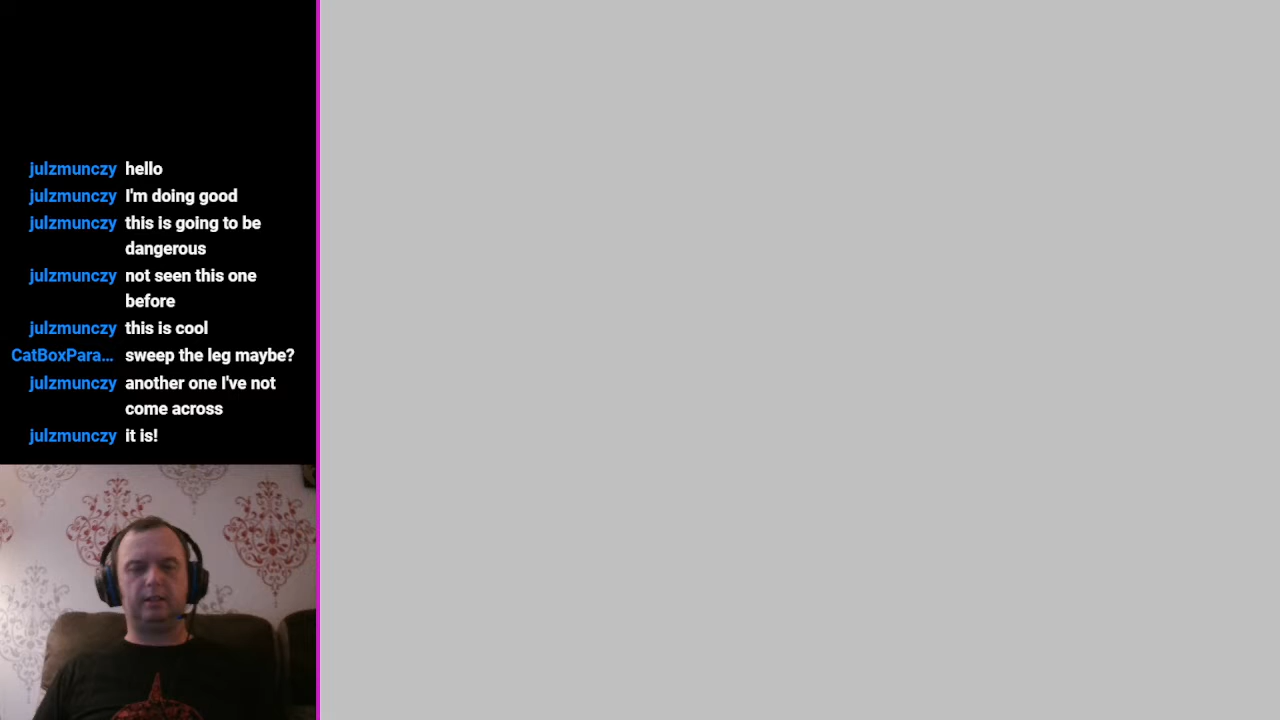 julzmunczy hello
julzmunczy I'm doing good
julzmunczy this is going to be
dangerous
julzmunczy not seen this one
before
julzmunczy this is cool
CatBoxPara... sweep the leg maybe?
julzmunczy another one I've not
come across
julzmunczy it is!